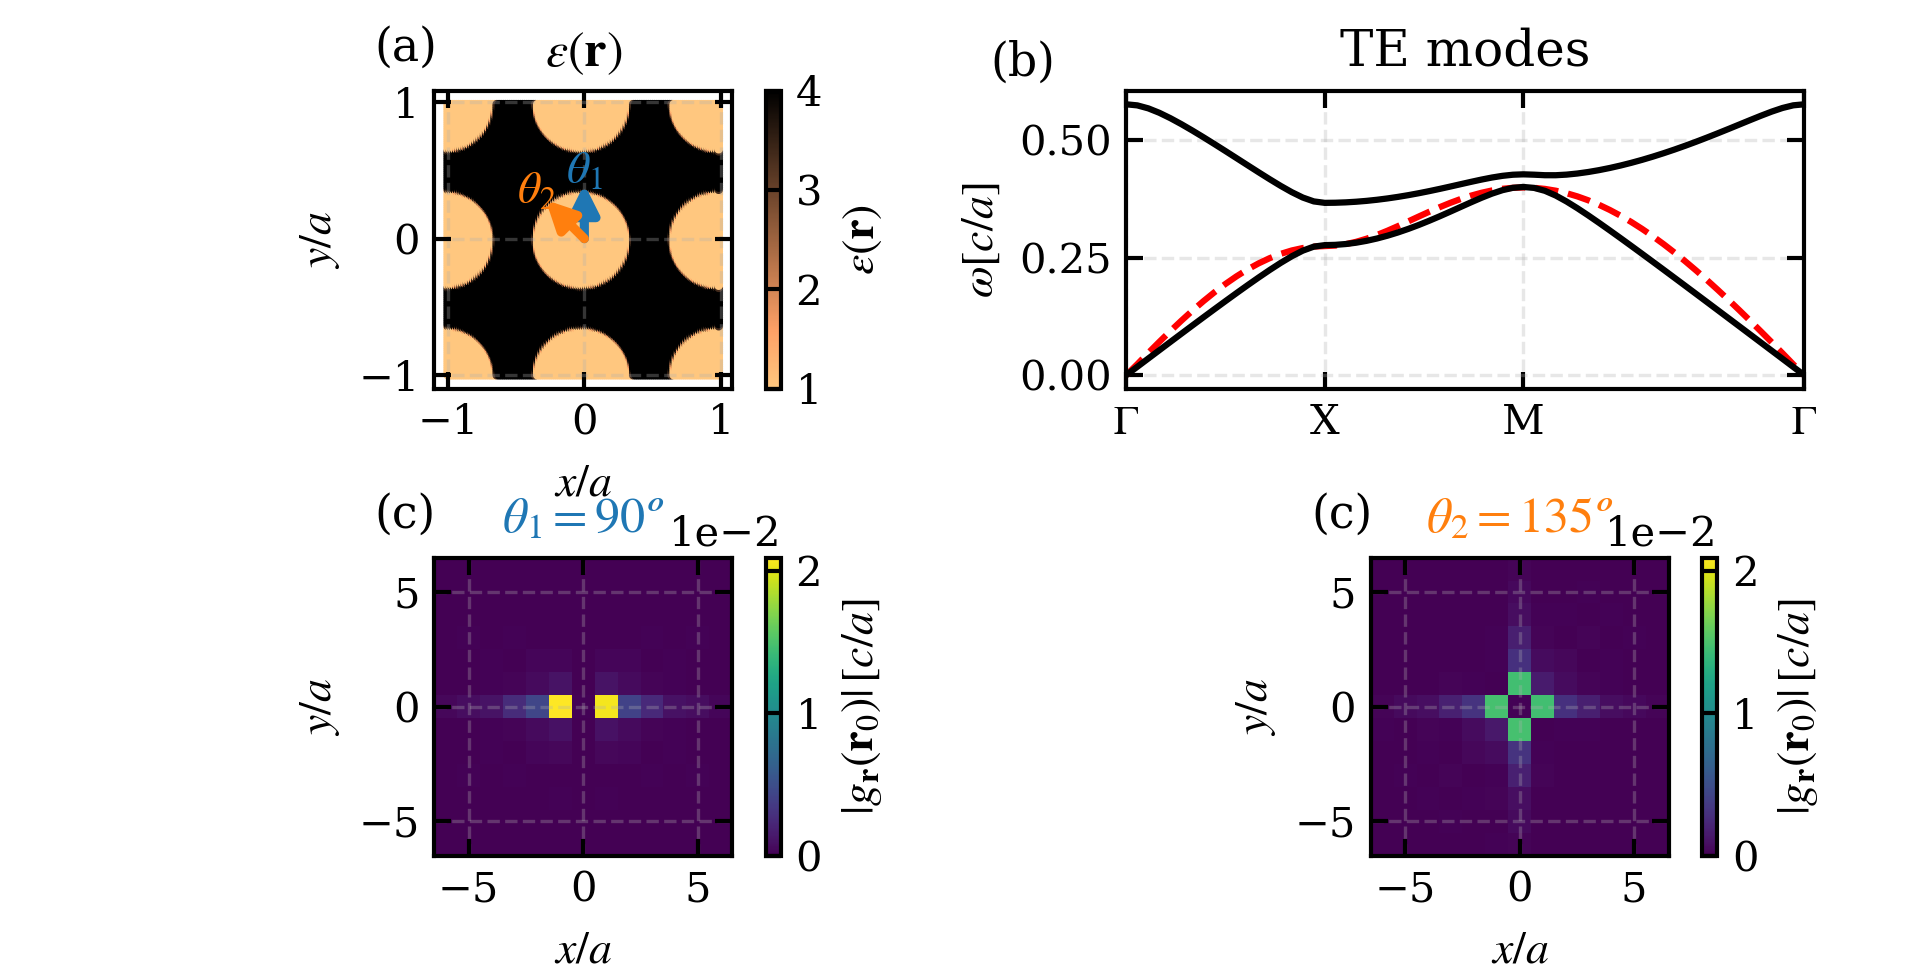 (a)
ε(r)
θ₁
θ₂
1
0
−1
y/a
−1 0 1
x/a
4
3
2
1
ε(r)
(b)
TE modes
0.50
0.25
0.00
ω[c/a]
Γ X M Γ
(c)
θ₁ = 90º
1e−2
5
0
−5
y/a
−5 0 5
x/a
2
1
0
|g_r(r₀)| [c/a]
(c)
θ₂ = 135º
1e−2
5
0
−5
y/a
−5 0 5
x/a
2
1
0
|g_r(r₀)| [c/a]